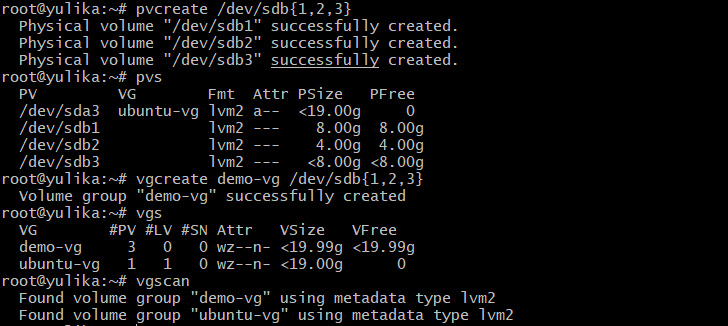 root@yulika:~# pvcreate /dev/sdb{1,2,3}
  Physical volume "/dev/sdb1" successfully created.
  Physical volume "/dev/sdb2" successfully created.
  Physical volume "/dev/sdb3" successfully created.
root@yulika:~# pvs
  PV         VG        Fmt  Attr PSize   PFree
  /dev/sda3  ubuntu-vg lvm2 a--  <19.00g     0
  /dev/sdb1            lvm2 ---    8.00g  8.00g
  /dev/sdb2            lvm2 ---    4.00g  4.00g
  /dev/sdb3            lvm2 ---   <8.00g <8.00g
root@yulika:~# vgcreate demo-vg /dev/sdb{1,2,3}
  Volume group "demo-vg" successfully created
root@yulika:~# vgs
  VG        #PV #LV #SN Attr   VSize   VFree
  demo-vg     3   0   0 wz--n- <19.99g <19.99g
  ubuntu-vg   1   1   0 wz--n- <19.00g      0
root@yulika:~# vgscan
  Found volume group "demo-vg" using metadata type lvm2
  Found volume group "ubuntu-vg" using metadata type lvm2